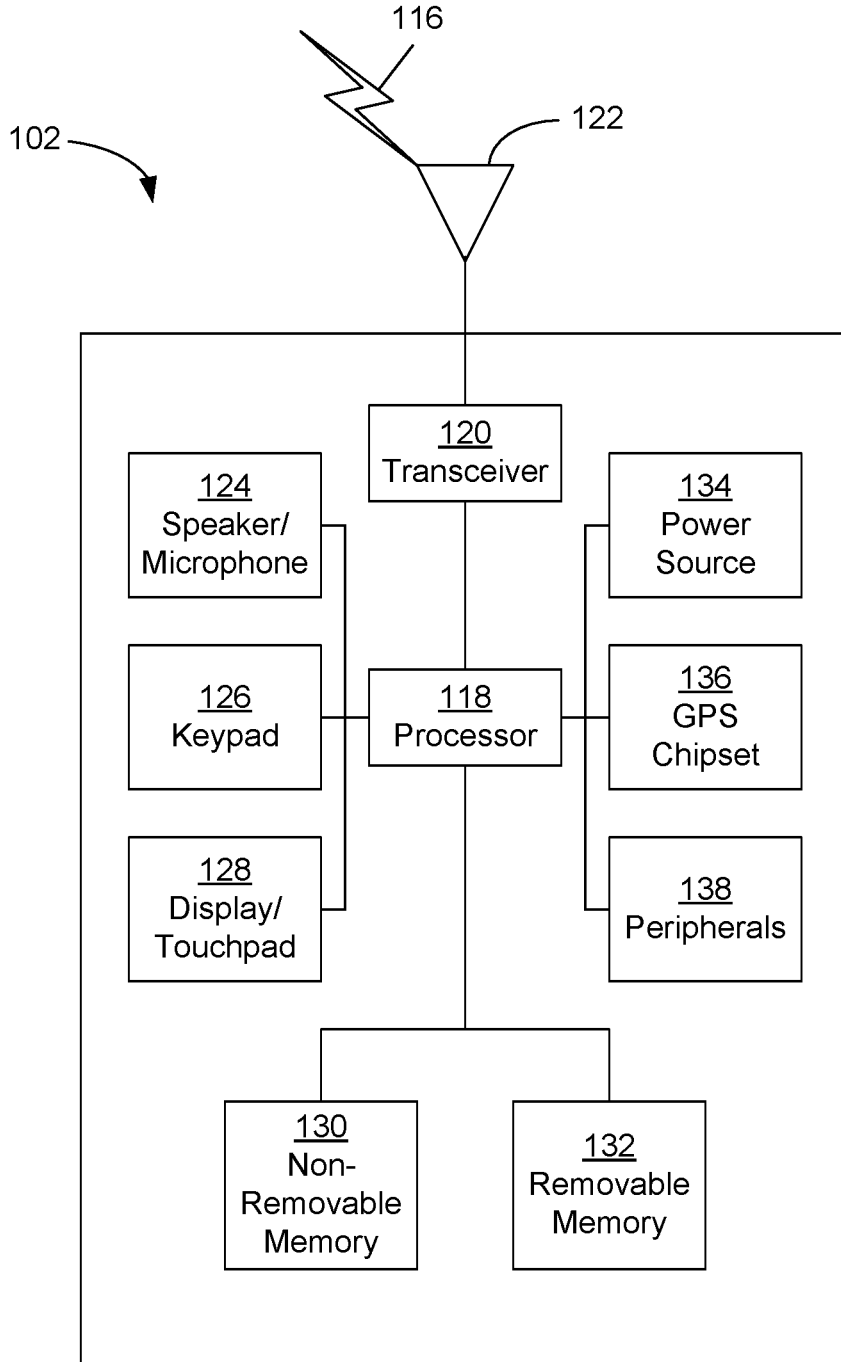 116
122
102
120
Transceiver
124
Speaker/
Microphone
134
Power
Source
126
Keypad
118
Processor
136
GPS
Chipset
128
Display/
Touchpad
138
Peripherals
130
Non-
Removable
Memory
132
Removable
Memory